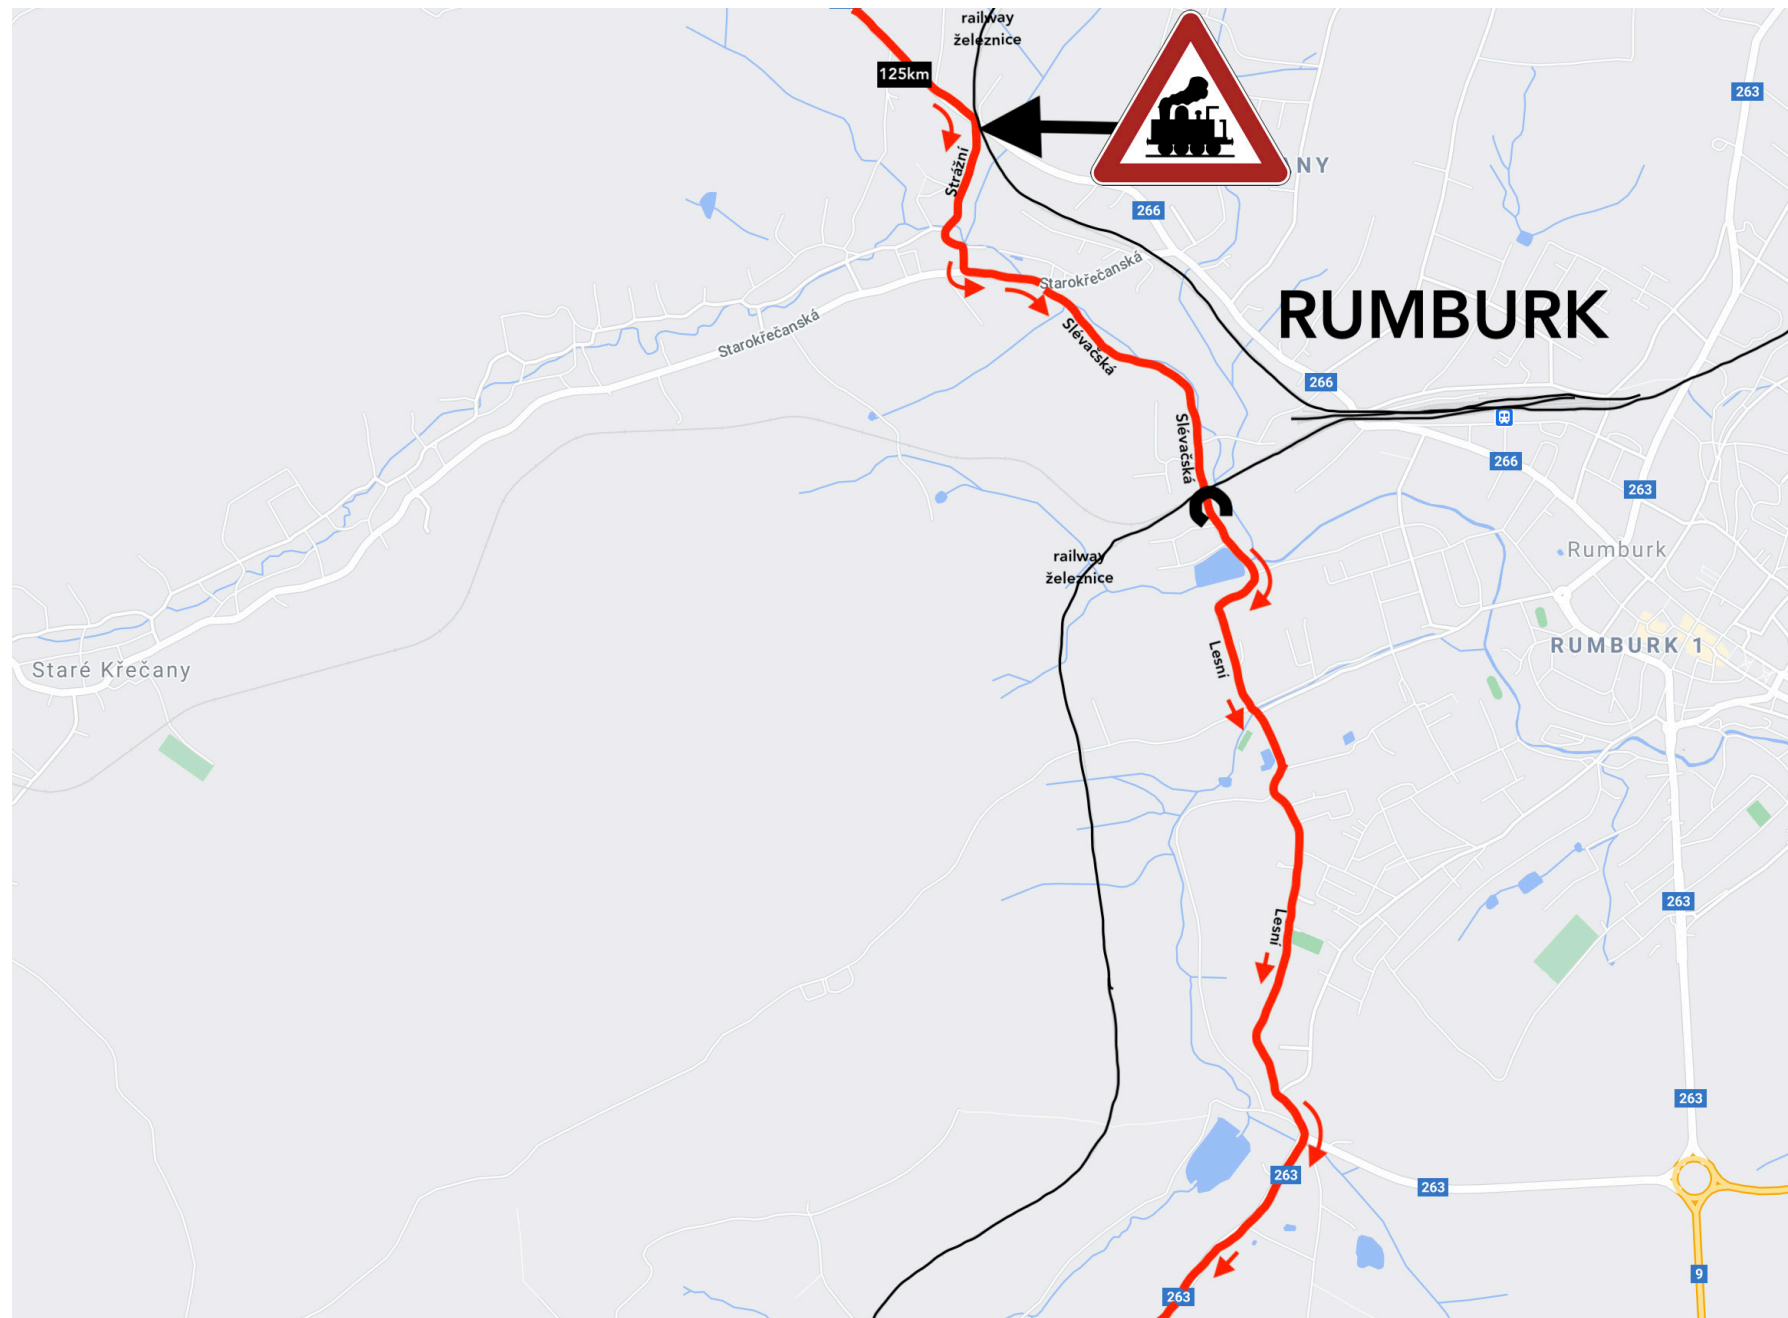 railway
železnice
125km
263
Strážní
NY
266
Starokřečanská
RUMBURK
Starokřečanská
Slévačská
266
Slévačská
266
263
railway
železnice
Rumburk
RUMBURK 1
Lesní
Staré Křečany
263
Lesní
263
263
263
9
263